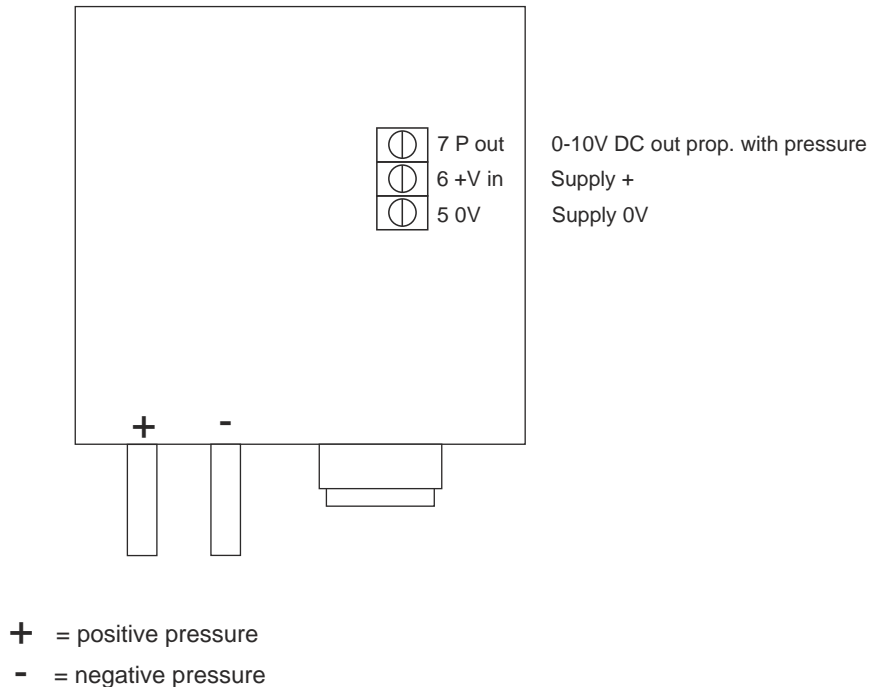 7 P out 0-10V DC out prop. with pressure
6 +V in Supply +
5 0V Supply 0V
+ -
+ = positive pressure
- = negative pressure